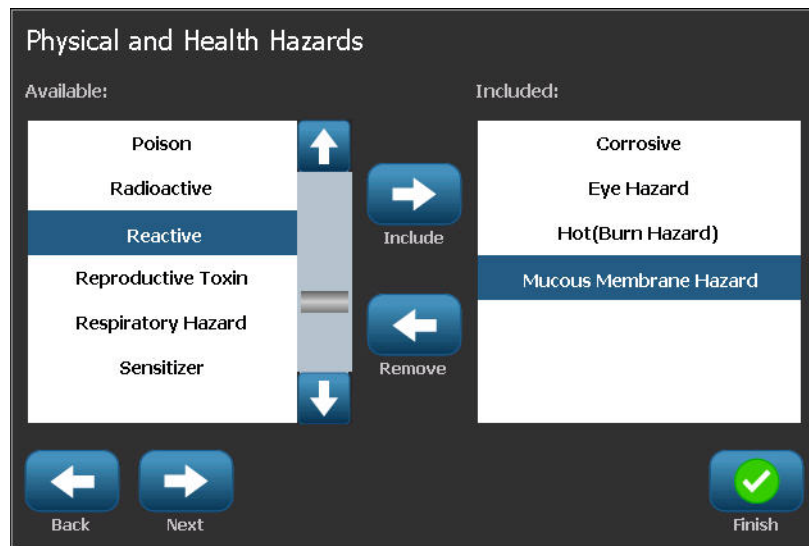 Physical and Health Hazards
Available:
Poison
Radioactive
Reactive
Reproductive Toxin
Respiratory Hazard
Sensitizer
Include
Remove
Included:
Corrosive
Eye Hazard
Hot(Burn Hazard)
Mucous Membrane Hazard
Back
Next
Finish